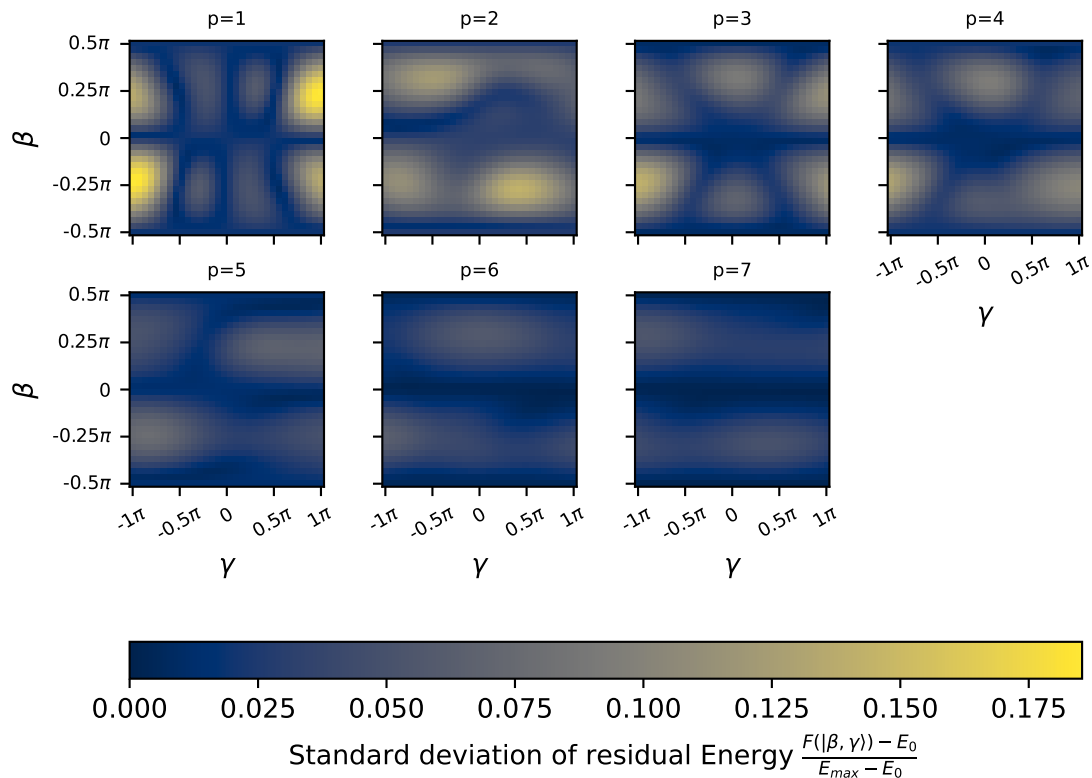 p=1 p=2 p=3 p=4
0.5π
0.25π
0
-0.25π
-0.5π
β
-1π -0.5π 0 0.5π 1π
γ
p=5 p=6 p=7
0.5π
0.25π
0
-0.25π
-0.5π
β
-1π -0.5π 0 0.5π 1π -1π -0.5π 0 0.5π 1π -1π -0.5π 0 0.5π 1π
γ γ γ
0.000 0.025 0.050 0.075 0.100 0.125 0.150 0.175
Standard deviation of residual Energy F(|β, γ⟩) − E₀ / Eₘₐₓ − E₀